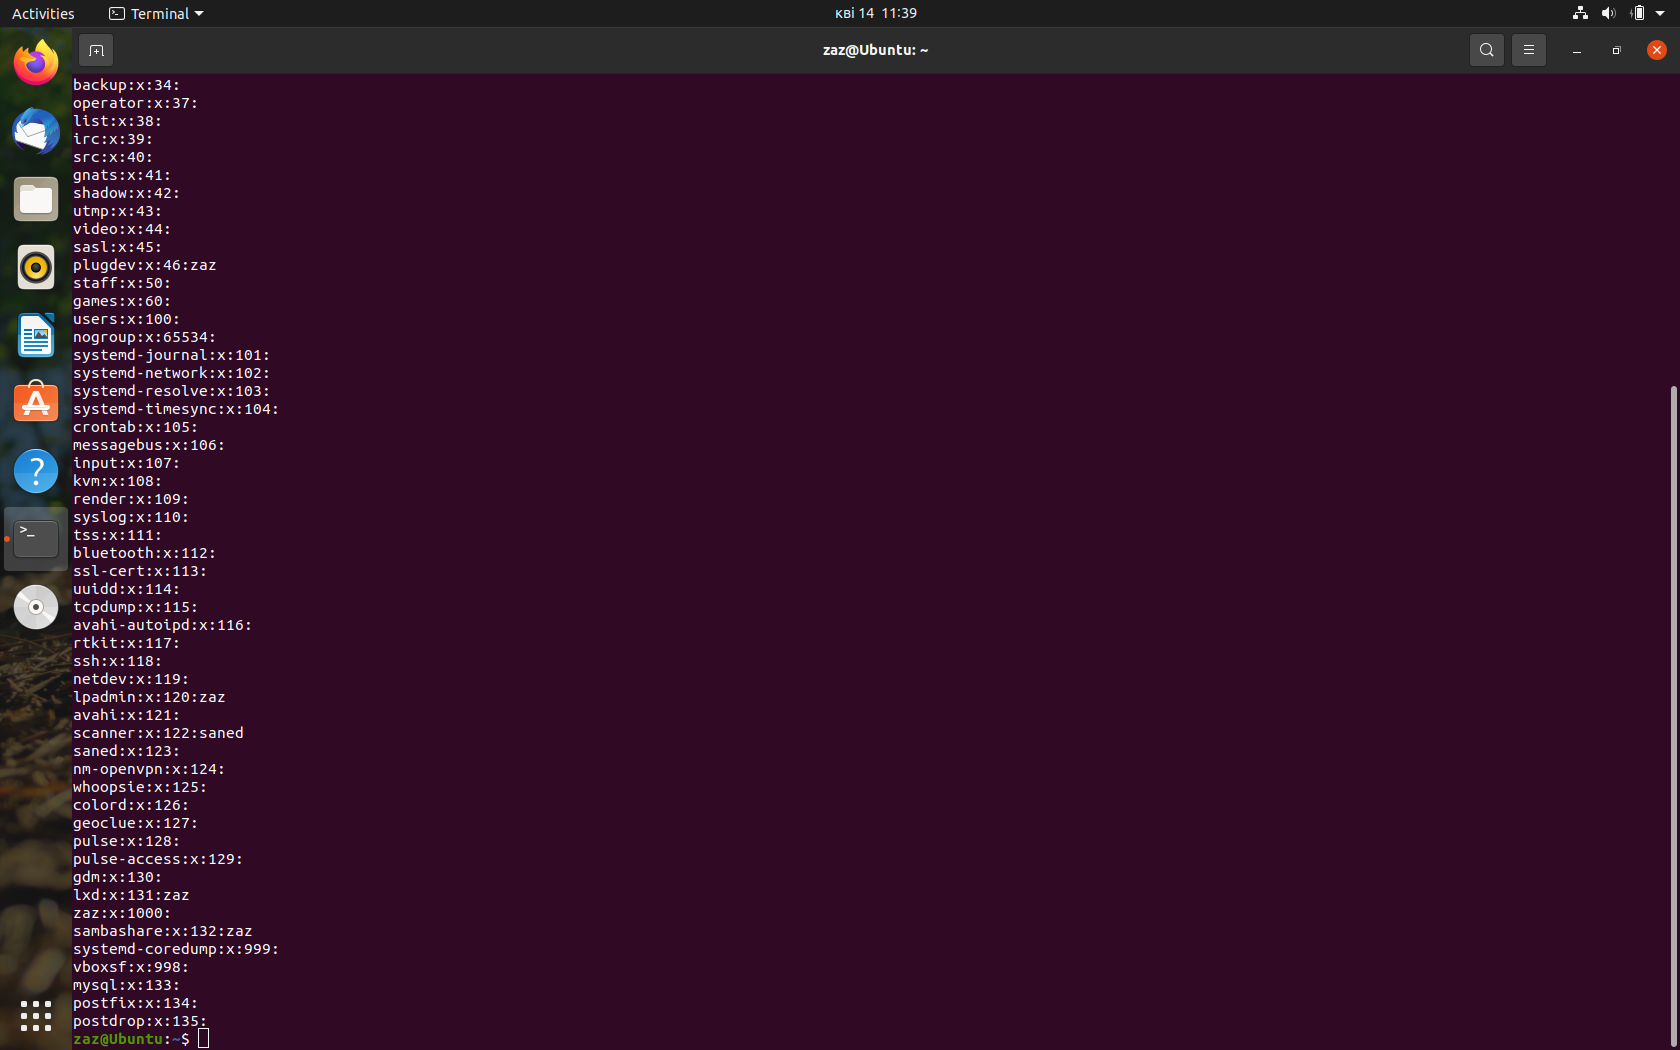 Activities
Terminal
кві 14 11:39
zaz@Ubuntu: ~
backup:x:34:
operator:x:37:
list:x:38:
irc:x:39:
src:x:40:
gnats:x:41:
shadow:x:42:
utmp:x:43:
video:x:44:
sasl:x:45:
plugdev:x:46:zaz
staff:x:50:
games:x:60:
users:x:100:
nogroup:x:65534:
systemd-journal:x:101:
systemd-network:x:102:
systemd-resolve:x:103:
systemd-timesync:x:104:
crontab:x:105:
messagebus:x:106:
input:x:107:
kvm:x:108:
render:x:109:
syslog:x:110:
tss:x:111:
bluetooth:x:112:
ssl-cert:x:113:
uuidd:x:114:
tcpdump:x:115:
avahi-autoipd:x:116:
rtkit:x:117:
ssh:x:118:
netdev:x:119:
lpadmin:x:120:zaz
avahi:x:121:
scanner:x:122:saned
saned:x:123:
nm-openvpn:x:124:
whoopsie:x:125:
colord:x:126:
geoclue:x:127:
pulse:x:128:
pulse-access:x:129:
gdm:x:130:
lxd:x:131:zaz
zaz:x:1000:
sambashare:x:132:zaz
systemd-coredump:x:999:
vboxsf:x:998:
mysql:x:133:
postfix:x:134:
postdrop:x:135:
zaz@Ubuntu:~$